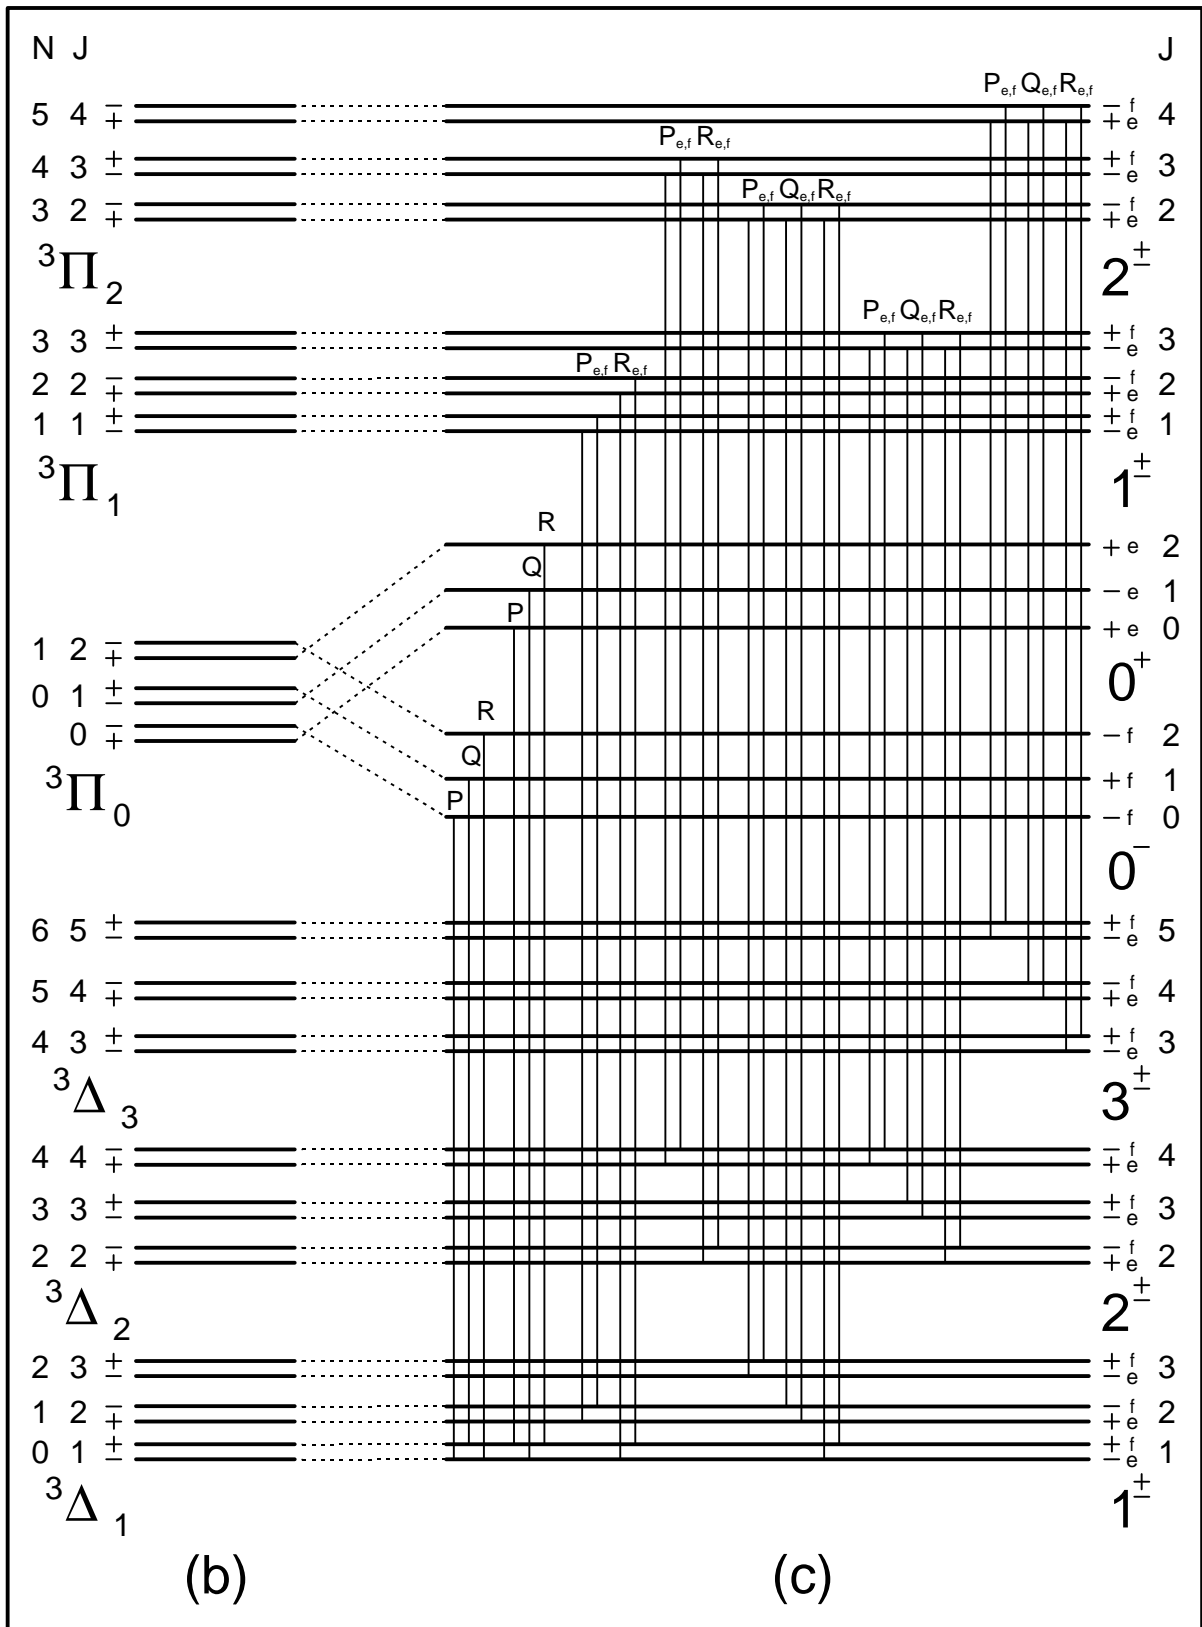 N J J
P e,f Q e,f R e,f
5 4 − + − f + e 4
P e,f R e,f
4 3 + − + f − e 3
P e,f Q e,f R e,f
3 2 − + − f + e 2
³Π₂ 2±
P e,f Q e,f R e,f
3 3 + − + f − e 3
P e,f R e,f
2 2 − + − f + e 2
1 1 + − + f − e 1
³Π₁ 1±
R
+ e 2
Q
− e 1
P
+ e 0
1 2 − +
0⁺
0 1 + −
R
0 − +
− f 2
Q
³Π₀ + f 1
P
− f 0
0⁻
6 5 + − + f − e 5
5 4 − + − f + e 4
4 3 + − + f − e 3
³Δ₃ 3±
4 4 − + − f + e 4
3 3 + − + f − e 3
2 2 − + − f + e 2
³Δ₂ 2±
2 3 + − + f − e 3
1 2 − + − f + e 2
0 1 + − + f − e 1
³Δ₁ 1±
(b) (c)